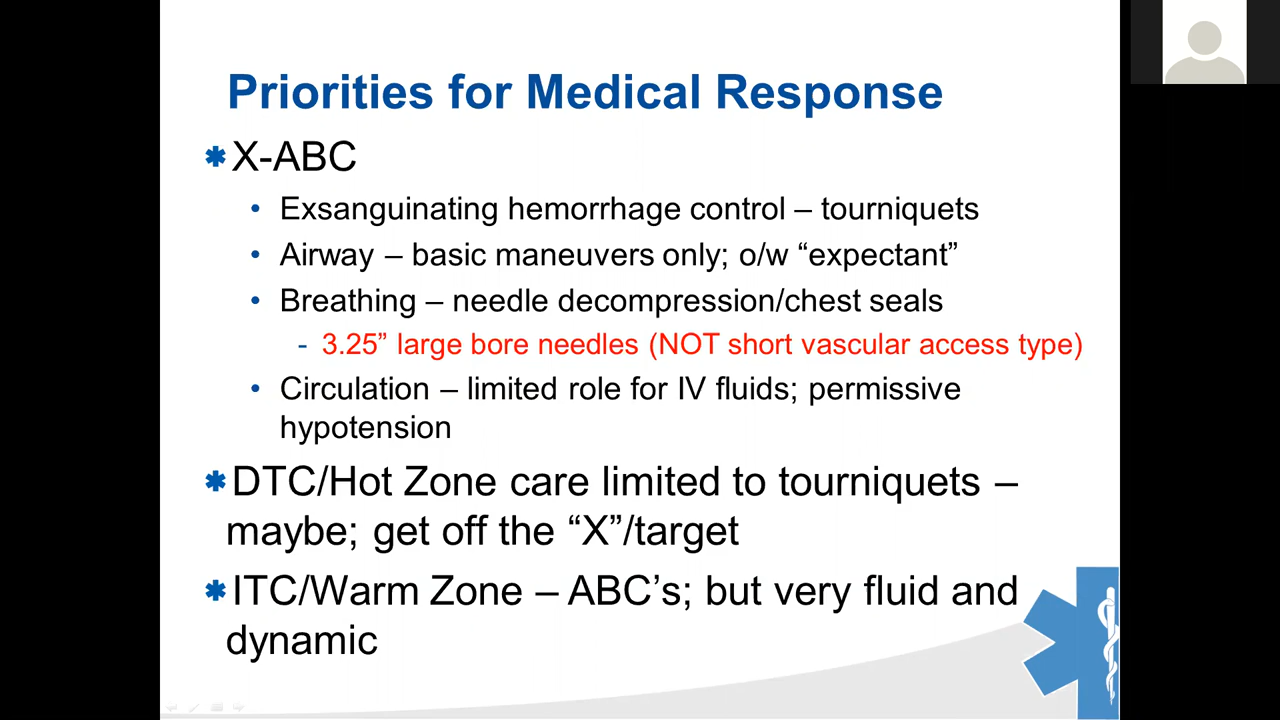 Priorities for Medical Response
X-ABC
• Exsanguinating hemorrhage control – tourniquets
• Airway – basic maneuvers only; o/w “expectant”
• Breathing – needle decompression/chest seals
- 3.25” large bore needles (NOT short vascular access type)
• Circulation – limited role for IV fluids; permissive
hypotension
DTC/Hot Zone care limited to tourniquets –
maybe; get off the “X”/target
ITC/Warm Zone – ABC’s; but very fluid and
dynamic